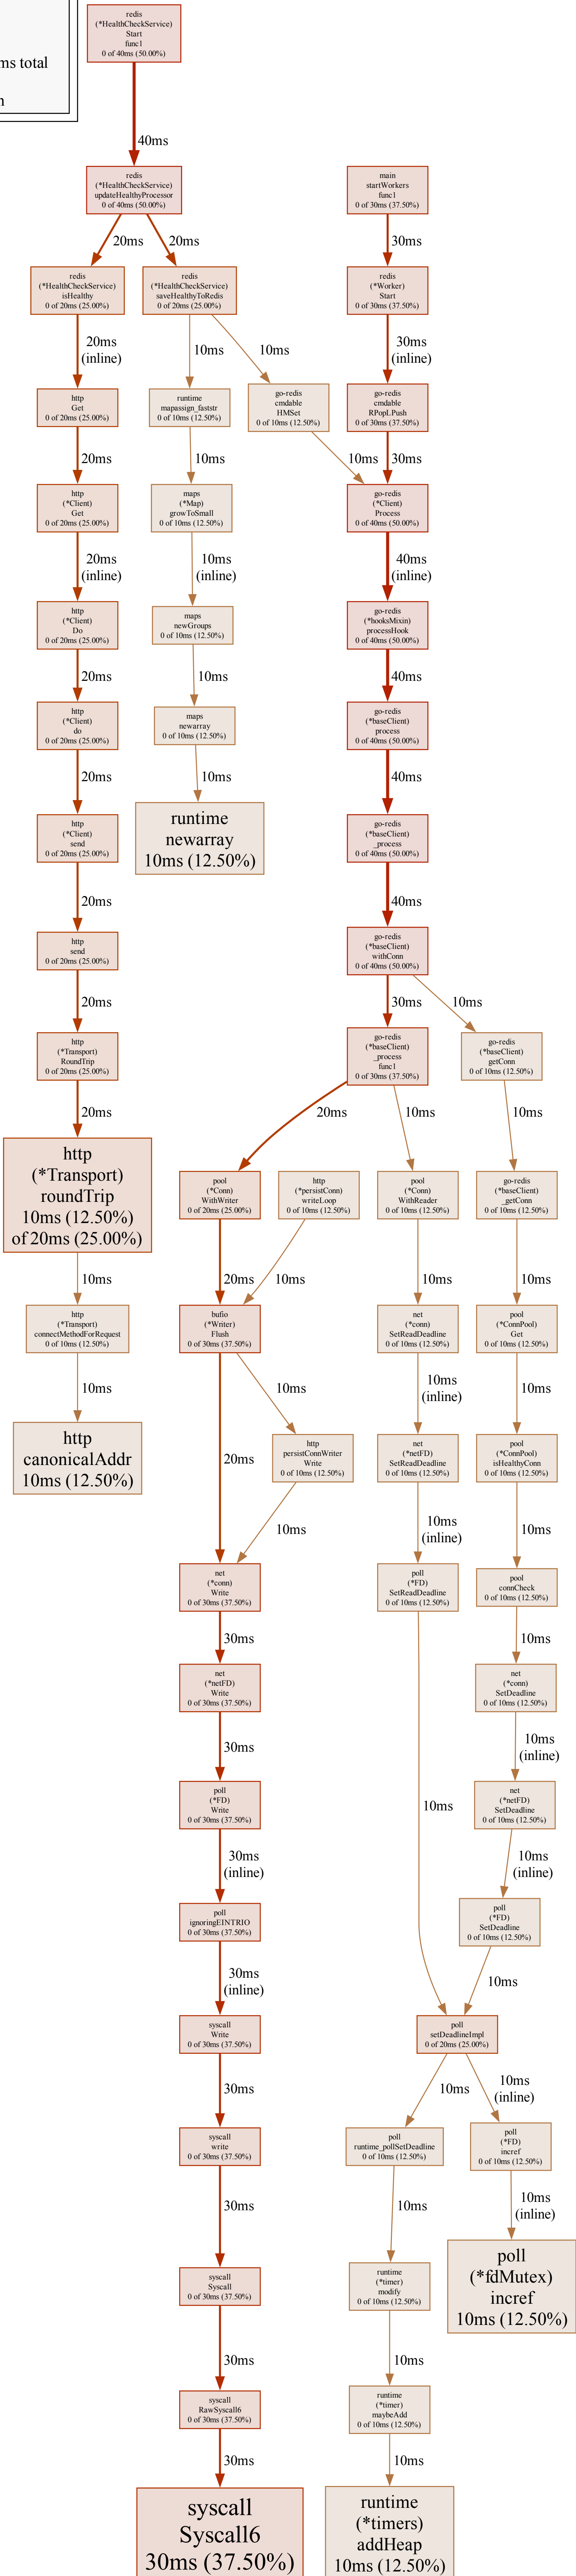 ms total
n
redis
(*HealthCheckService)
Start
func1
0 of 40ms (50.00%)
40ms
redis
(*HealthCheckService)
updateHealthyProcessor
0 of 40ms (50.00%)
main
startWorkers
func1
0 of 30ms (37.50%)
20ms
20ms
30ms
redis
(*HealthCheckService)
isHealthy
0 of 20ms (25.00%)
redis
(*HealthCheckService)
saveHealthyToRedis
0 of 20ms (25.00%)
redis
(*Worker)
Start
0 of 30ms (37.50%)
20ms
(inline)
10ms
10ms
30ms
(inline)
http
Get
0 of 20ms (25.00%)
runtime
mapassign_faststr
0 of 10ms (12.50%)
go-redis
cmdable
HMSet
0 of 10ms (12.50%)
go-redis
cmdable
RPopLPush
0 of 30ms (37.50%)
20ms
10ms
10ms
30ms
http
(*Client)
Get
0 of 20ms (25.00%)
maps
(*Map)
growToSmall
0 of 10ms (12.50%)
go-redis
(*Client)
Process
0 of 40ms (50.00%)
20ms
(inline)
10ms
(inline)
40ms
(inline)
http
(*Client)
Do
0 of 20ms (25.00%)
maps
newGroups
0 of 10ms (12.50%)
go-redis
(*hooksMixin)
processHook
0 of 40ms (50.00%)
20ms
10ms
40ms
http
(*Client)
do
0 of 20ms (25.00%)
maps
newarray
0 of 10ms (12.50%)
go-redis
(*baseClient)
process
0 of 40ms (50.00%)
20ms
10ms
40ms
http
(*Client)
send
0 of 20ms (25.00%)
runtime
newarray
10ms (12.50%)
go-redis
(*baseClient)
_process
0 of 40ms (50.00%)
20ms
40ms
http
send
0 of 20ms (25.00%)
go-redis
(*baseClient)
withConn
0 of 40ms (50.00%)
20ms
30ms
10ms
http
(*Transport)
RoundTrip
0 of 20ms (25.00%)
go-redis
(*baseClient)
_process
func1
0 of 30ms (37.50%)
go-redis
(*baseClient)
getConn
0 of 10ms (12.50%)
20ms
20ms
10ms
10ms
http
(*Transport)
roundTrip
10ms (12.50%)
of 20ms (25.00%)
pool
(*Conn)
WithWriter
0 of 20ms (25.00%)
http
(*persistConn)
writeLoop
0 of 10ms (12.50%)
pool
(*Conn)
WithReader
0 of 10ms (12.50%)
go-redis
(*baseClient)
_getConn
0 of 10ms (12.50%)
10ms
20ms
10ms
10ms
10ms
http
(*Transport)
connectMethodForRequest
0 of 10ms (12.50%)
bufio
(*Writer)
Flush
0 of 30ms (37.50%)
net
(*conn)
SetReadDeadline
0 of 10ms (12.50%)
pool
(*ConnPool)
Get
0 of 10ms (12.50%)
10ms
10ms
10ms
(inline)
10ms
http
canonicalAddr
10ms (12.50%)
20ms
http
persistConnWriter
Write
0 of 10ms (12.50%)
net
(*netFD)
SetReadDeadline
0 of 10ms (12.50%)
pool
(*ConnPool)
isHealthyConn
0 of 10ms (12.50%)
10ms
10ms
(inline)
10ms
net
(*conn)
Write
0 of 30ms (37.50%)
poll
(*FD)
SetReadDeadline
0 of 10ms (12.50%)
pool
connCheck
0 of 10ms (12.50%)
30ms
10ms
net
(*netFD)
Write
0 of 30ms (37.50%)
net
(*conn)
SetDeadline
0 of 10ms (12.50%)
30ms
10ms
(inline)
poll
(*FD)
Write
0 of 30ms (37.50%)
10ms
net
(*netFD)
SetDeadline
0 of 10ms (12.50%)
30ms
(inline)
10ms
(inline)
poll
ignoringEINTRIO
0 of 30ms (37.50%)
poll
(*FD)
SetDeadline
0 of 10ms (12.50%)
30ms
(inline)
10ms
syscall
Write
0 of 30ms (37.50%)
poll
setDeadlineImpl
0 of 20ms (25.00%)
30ms
10ms
10ms
(inline)
syscall
write
0 of 30ms (37.50%)
poll
runtime_pollSetDeadline
0 of 10ms (12.50%)
poll
(*FD)
incref
0 of 10ms (12.50%)
30ms
10ms
10ms
(inline)
syscall
Syscall
0 of 30ms (37.50%)
runtime
(*timer)
modify
0 of 10ms (12.50%)
poll
(*fdMutex)
incref
10ms (12.50%)
30ms
10ms
syscall
RawSyscall6
0 of 30ms (37.50%)
runtime
(*timer)
maybeAdd
0 of 10ms (12.50%)
30ms
10ms
syscall
Syscall6
30ms (37.50%)
runtime
(*timers)
addHeap
10ms (12.50%)